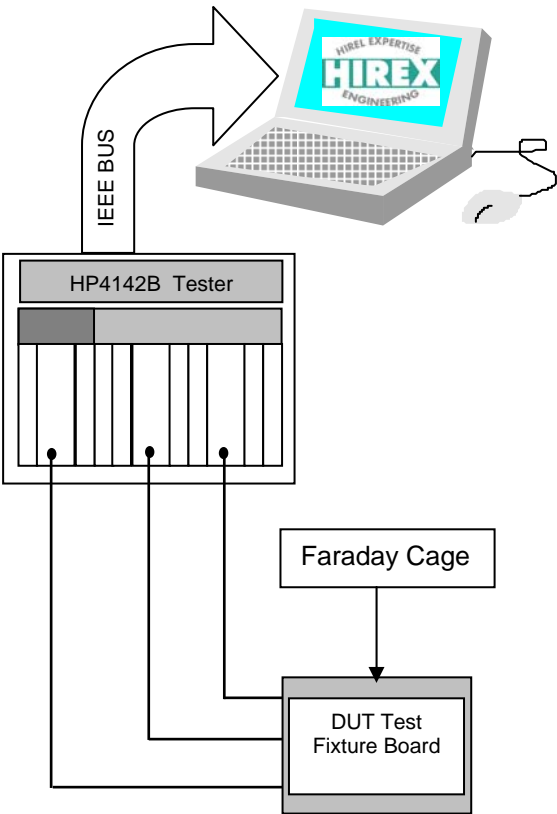 HIREL EXPERTISE
HIREX
ENGINEERING
IEEE BUS
HP4142B Tester
Faraday Cage
DUT Test
Fixture Board